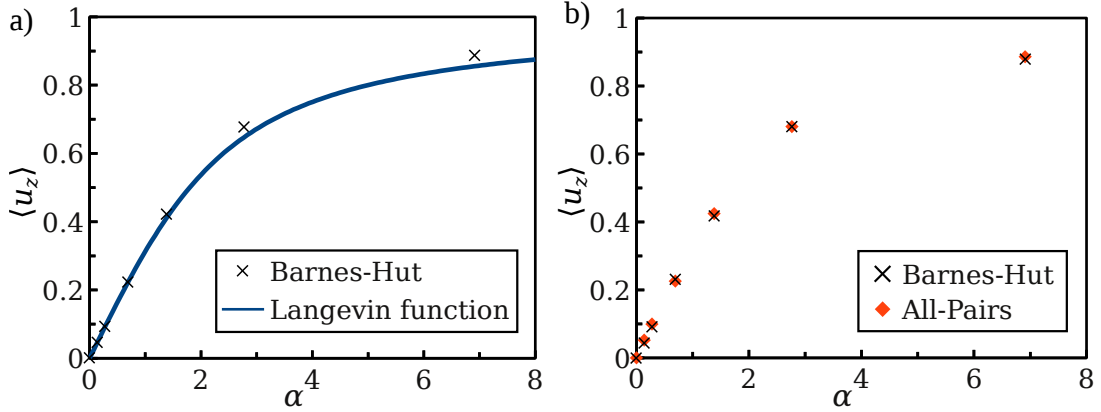 a)
1
0.8
0.6
0.4
0.2
0
⟨u_z⟩
Barnes-Hut
Langevin function
0 2 4 6 8
α
b)
1
0.8
0.6
0.4
0.2
0
⟨u_z⟩
Barnes-Hut
All-Pairs
0 2 4 6 8
α